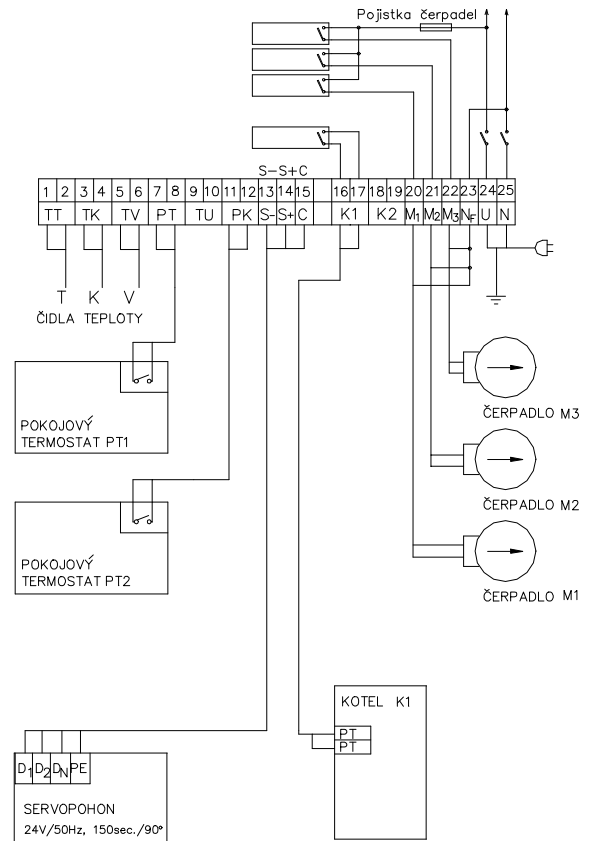 Pojistka čerpadel
S-S+C
1 2 3 4 5 6 7 8 9 10 11 12 13 14 15 16 17 18 19 20 21 22 23 24 25
TT TK TV PT TU PK S- S+ C K1 K2 M1 M2 M3 NF U N
T K V
ČIDLA TEPLOTY
POKOJOVÝ
TERMOSTAT PT1
ČERPADLO M3
POKOJOVÝ
TERMOSTAT PT2
ČERPADLO M2
ČERPADLO M1
KOTEL K1
PT
PT
D1 D2 DN PE
SERVOPOHON
24V/50Hz, 150sec./90°